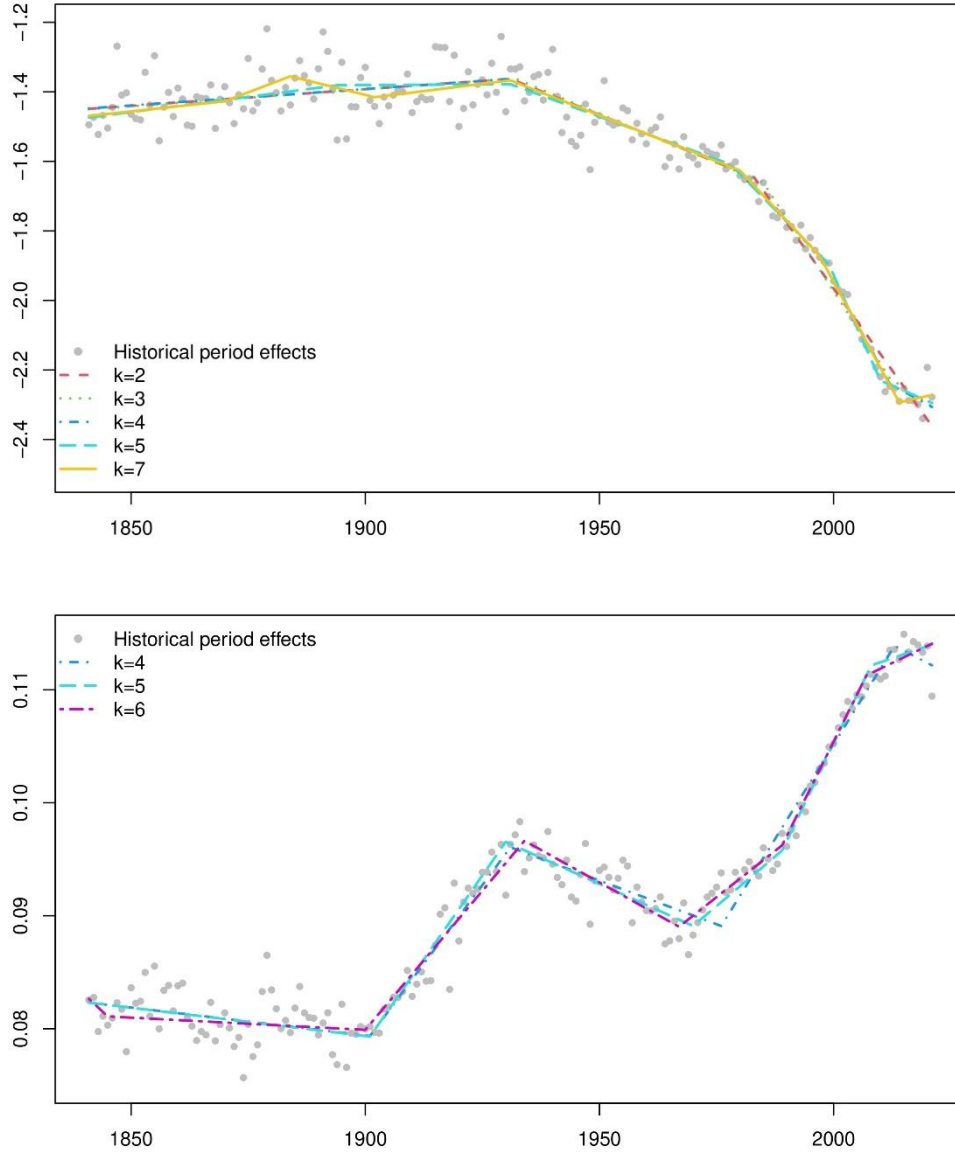 −1.2
−1.4
−1.6
−1.8
−2.0
−2.2
−2.4
Historical period effects
k=2
k=3
k=4
k=5
k=7
1850 1900 1950 2000
Historical period effects
k=4
k=5
k=6
0.11
0.10
0.09
0.08
1850 1900 1950 2000